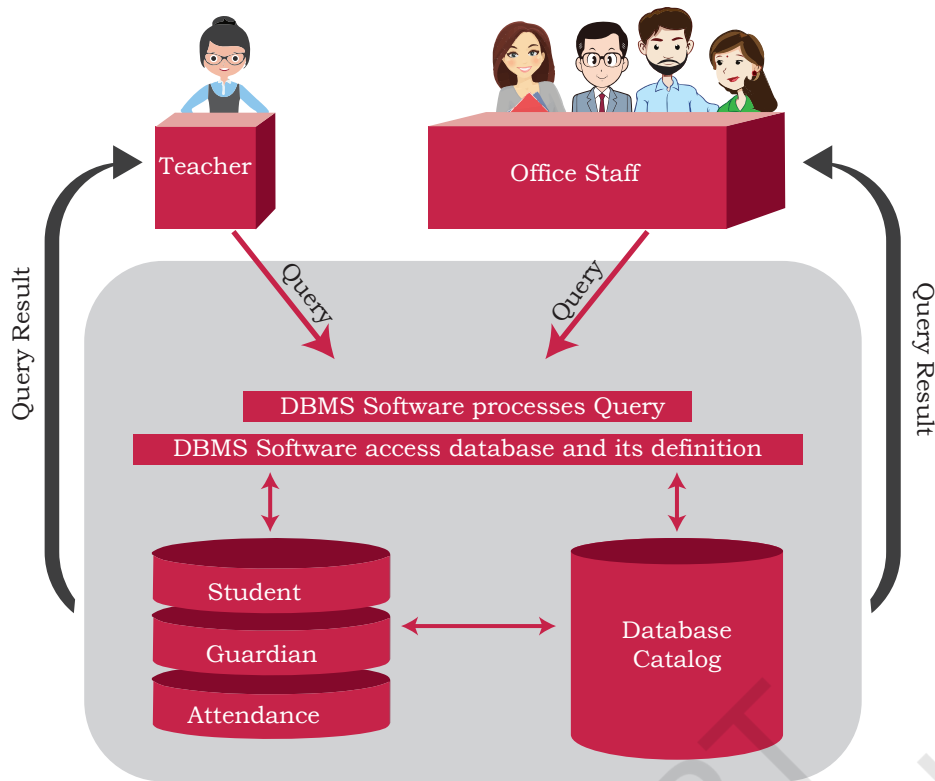 Teacher
Office Staff
Query
Query
Query Result
Query Result
DBMS Software processes Query
DBMS Software access database and its definition
Student
Guardian
Attendance
Database
Catalog